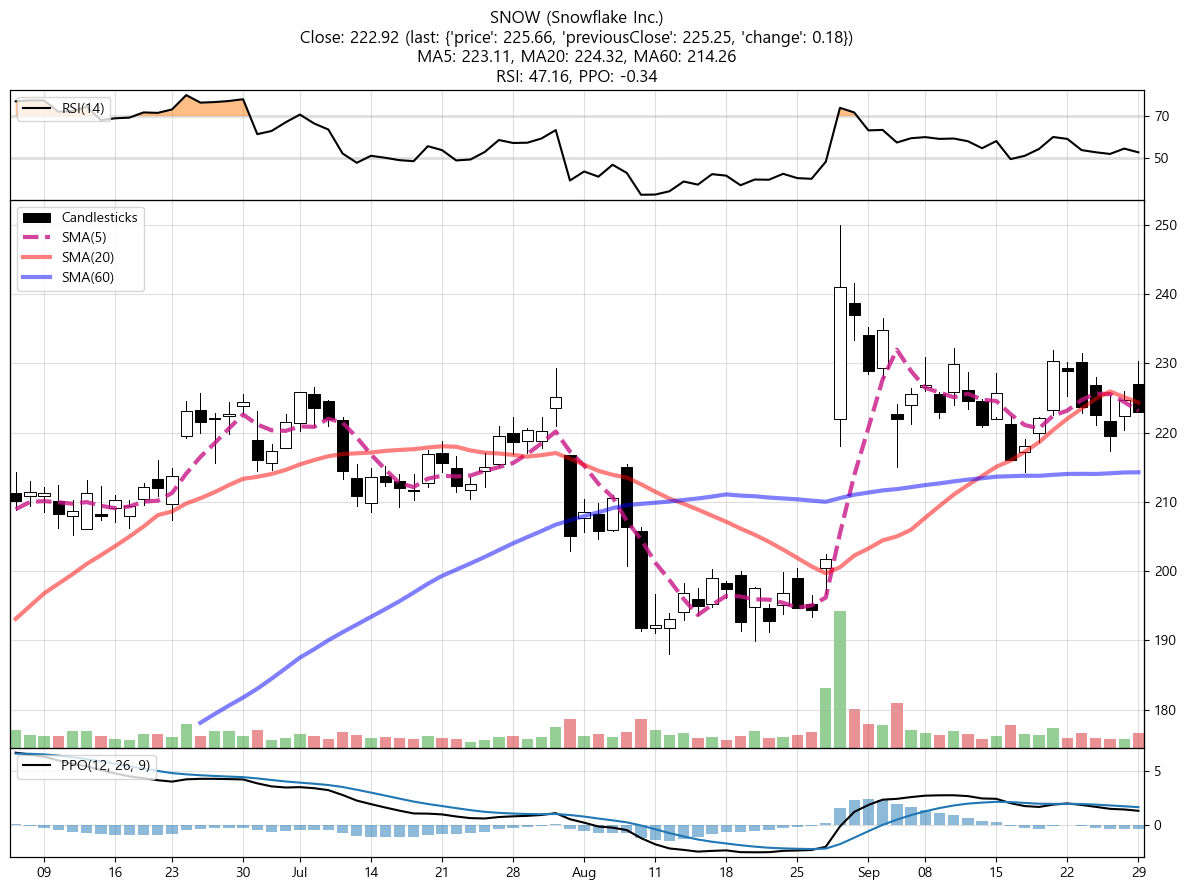 SNOW (Snowflake Inc.)
Close: 222.92 (last: {'price': 225.66, 'previousClose': 225.25, 'change': 0.18})
MA5: 223.11, MA20: 224.32, MA60: 214.26
RSI: 47.16, PPO: -0.34
RSI(14)
70
50
Candlesticks
SMA(5)
SMA(20)
SMA(60)
250
240
230
220
210
200
190
180
PPO(12, 26, 9)
5
0
09 16 23 30 Jul 14 21 28 Aug 11 18 25 Sep 08 15 22 29